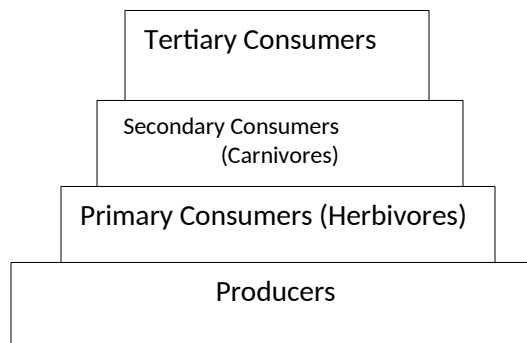 Tertiary Consumers
Secondary Consumers
(Carnivores)
Primary Consumers (Herbivores)
Producers